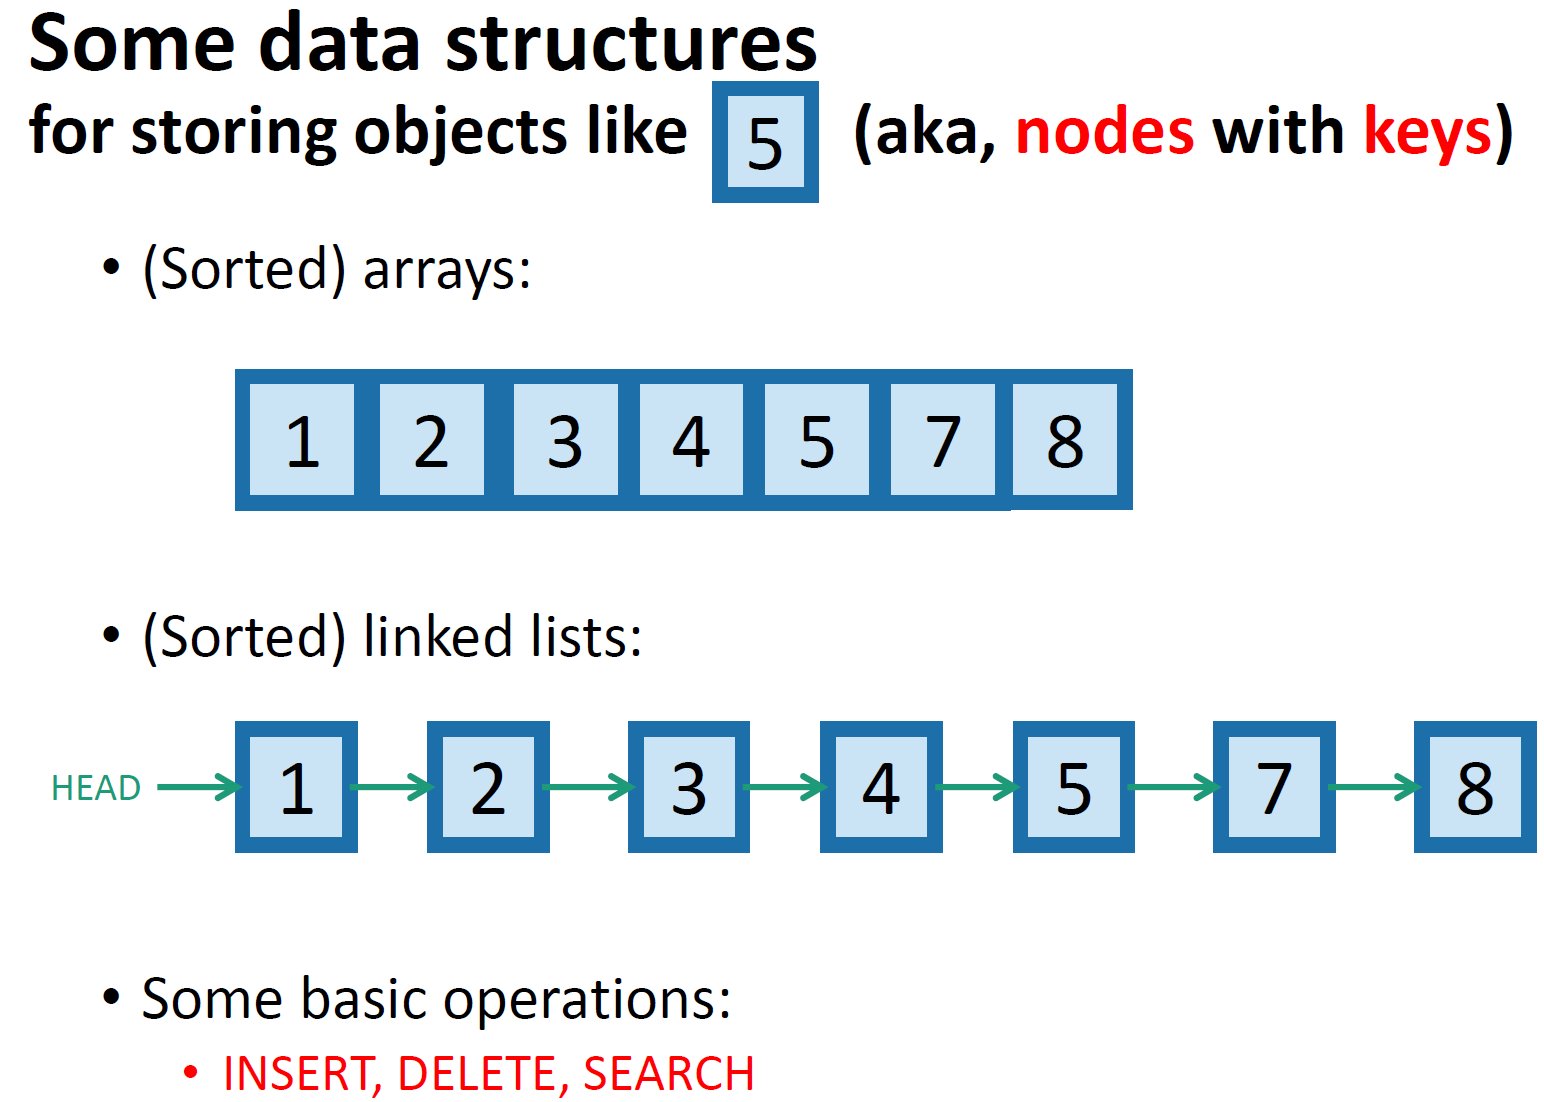 Some data structures
for storing objects like 5 (aka, nodes with keys)
• (Sorted) arrays:
1 2 3 4 5 7 8
• (Sorted) linked lists:
HEAD 1 2 3 4 5 7 8
• Some basic operations:
• INSERT, DELETE, SEARCH